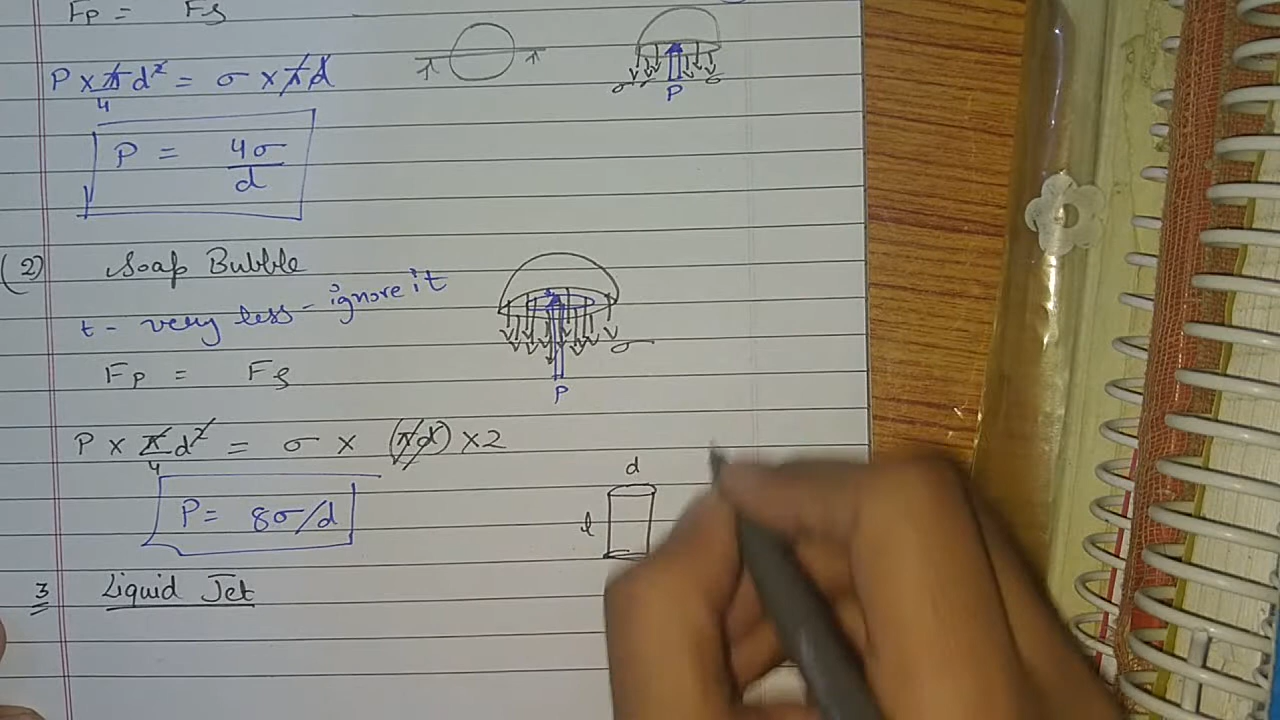 Fp = Fs
P × π/4 d² = σ × πd
σ P σ
P = 4σ/d
(2) Soap Bubble
t - very less - ignore it
σ
Fp = Fs
P
P × π/4 d² = σ × (πd) × 2
d
P = 8σ/d
l
3 Liquid Jet